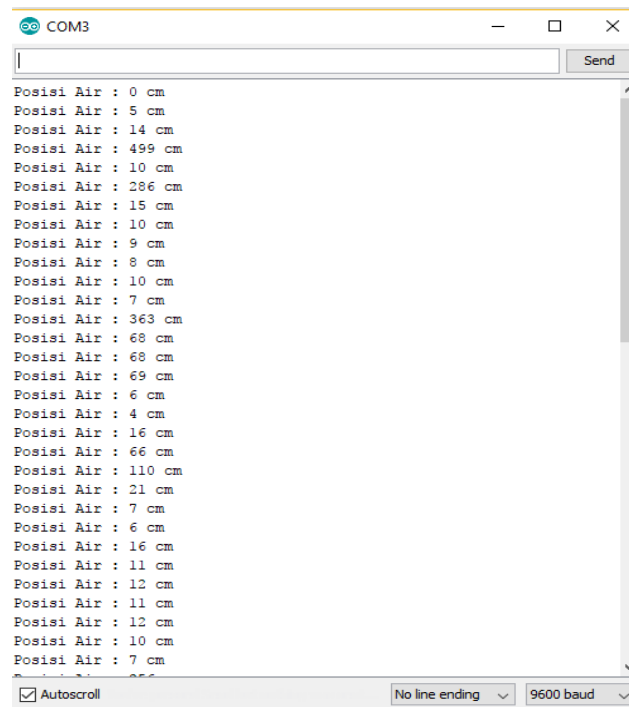 COM3
Send
Posisi Air : 0 cm
Posisi Air : 5 cm
Posisi Air : 14 cm
Posisi Air : 499 cm
Posisi Air : 10 cm
Posisi Air : 286 cm
Posisi Air : 15 cm
Posisi Air : 10 cm
Posisi Air : 9 cm
Posisi Air : 8 cm
Posisi Air : 10 cm
Posisi Air : 7 cm
Posisi Air : 363 cm
Posisi Air : 68 cm
Posisi Air : 68 cm
Posisi Air : 69 cm
Posisi Air : 6 cm
Posisi Air : 4 cm
Posisi Air : 16 cm
Posisi Air : 66 cm
Posisi Air : 110 cm
Posisi Air : 21 cm
Posisi Air : 7 cm
Posisi Air : 6 cm
Posisi Air : 16 cm
Posisi Air : 11 cm
Posisi Air : 12 cm
Posisi Air : 11 cm
Posisi Air : 12 cm
Posisi Air : 10 cm
Posisi Air : 7 cm
Autoscroll
No line ending
9600 baud